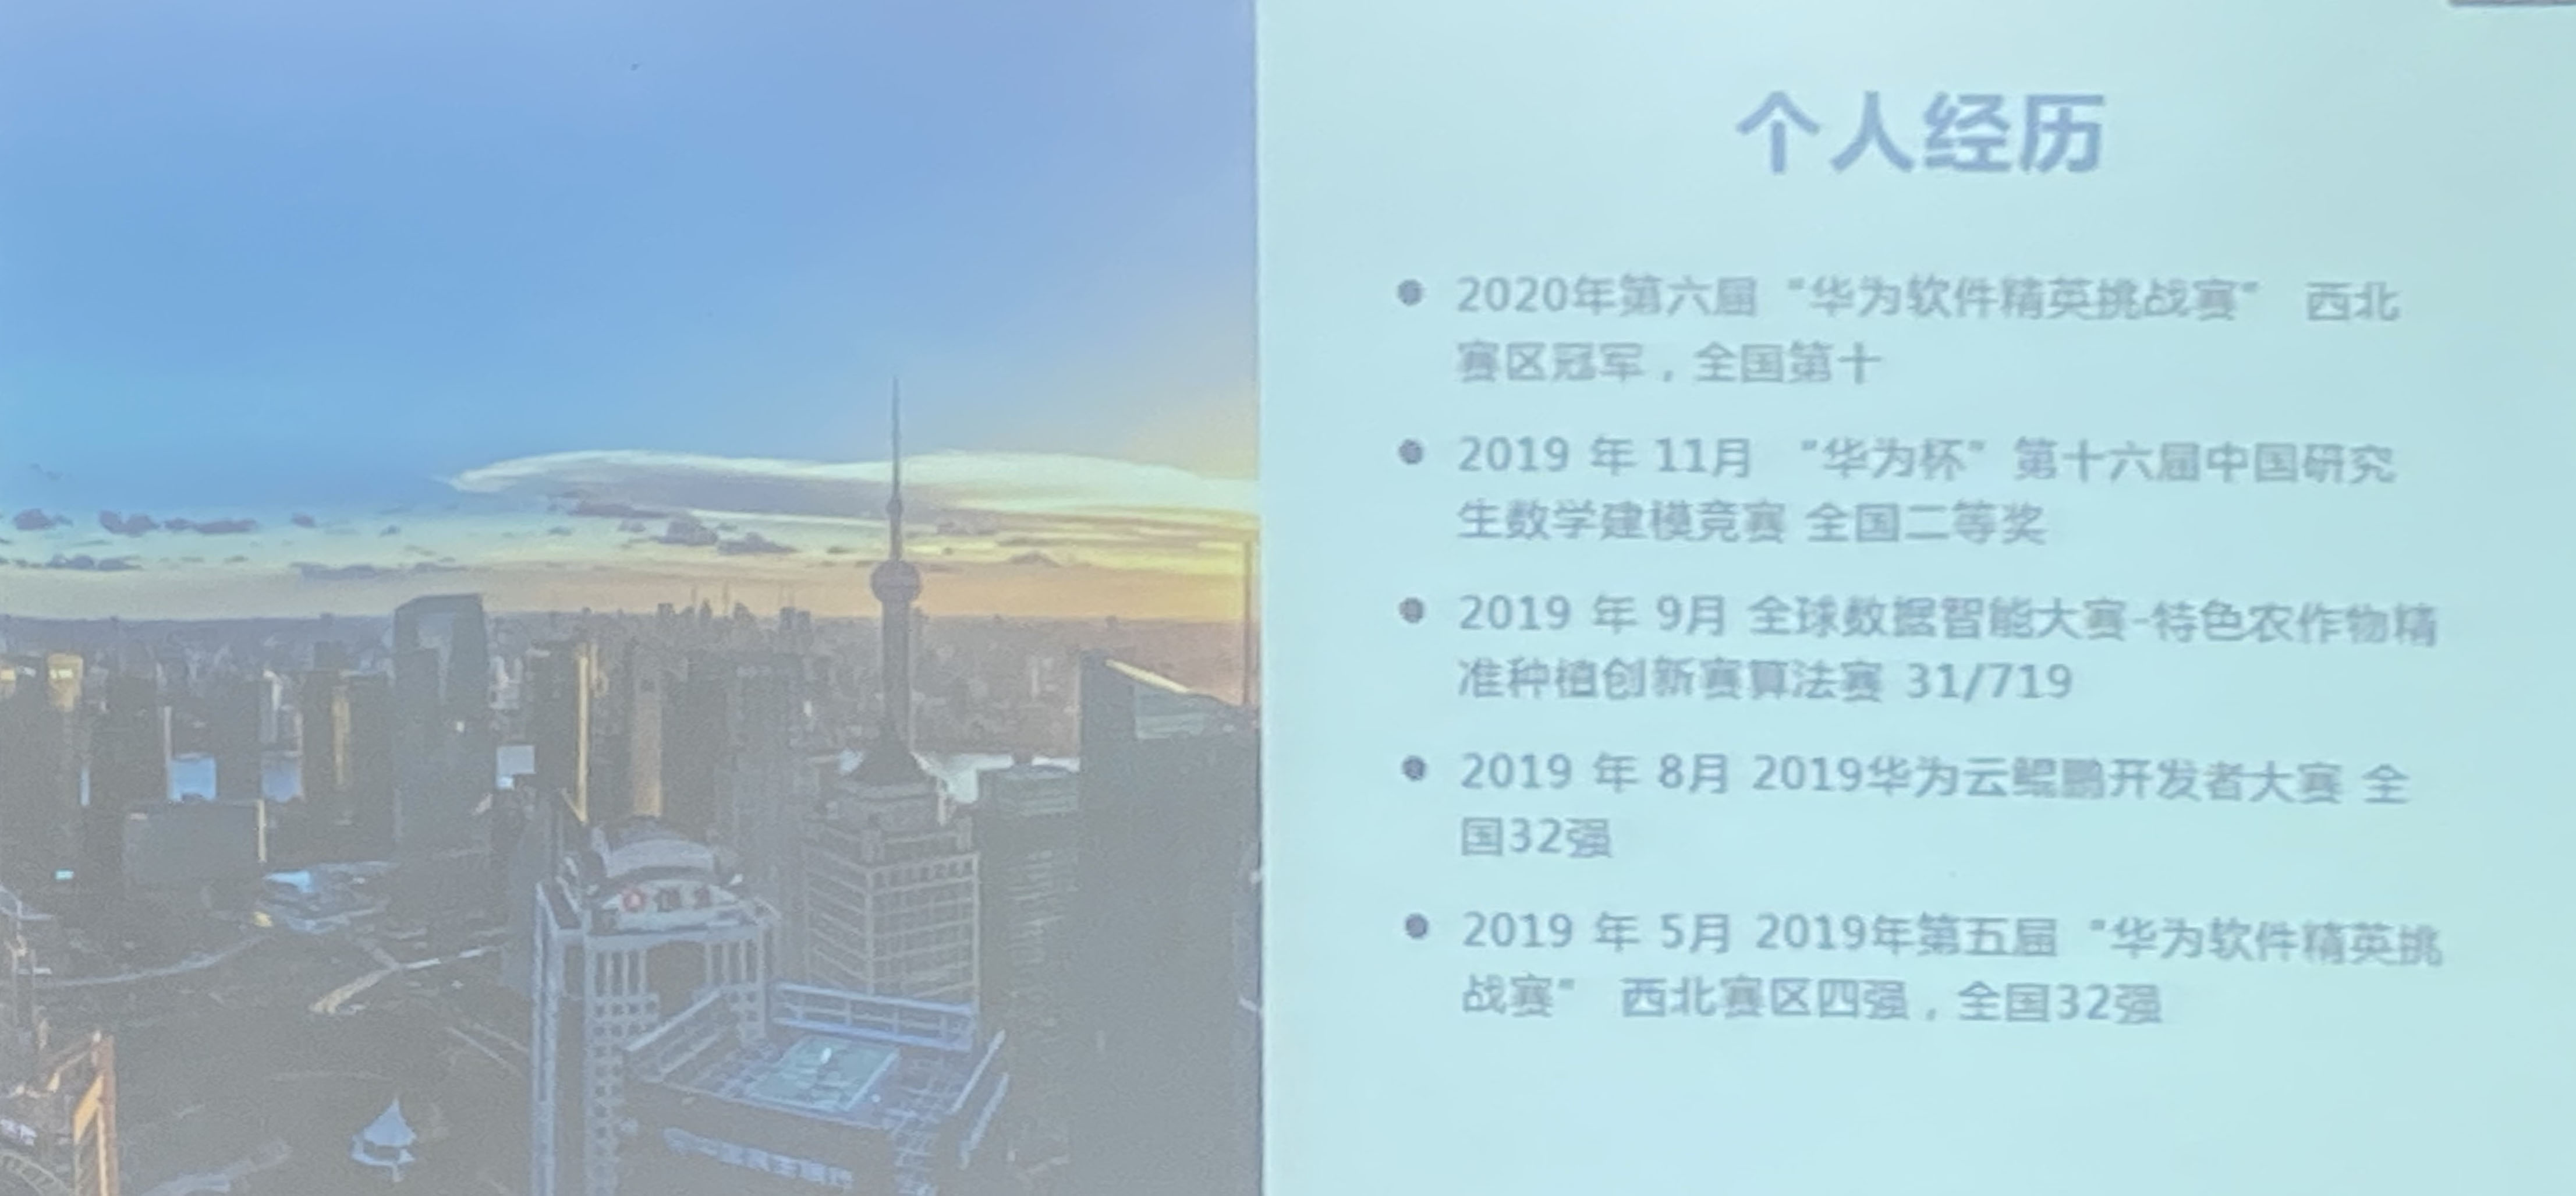 个人经历
2020年第六届 "华为软件精英挑战赛" 西北
赛区冠军，全国第十
2019 年 11月 "华为杯" 第十六届中国研究
生数学建模竞赛 全国二等奖
2019 年 9月 全球数据智能大赛-特色农作物精
准种植创新赛算法赛 31/719
2019 年 8月 2019华为云鲲鹏开发者大赛 全
国32强
2019 年 5月 2019年第五届 "华为软件精英挑
战赛" 西北赛区四强，全国32强